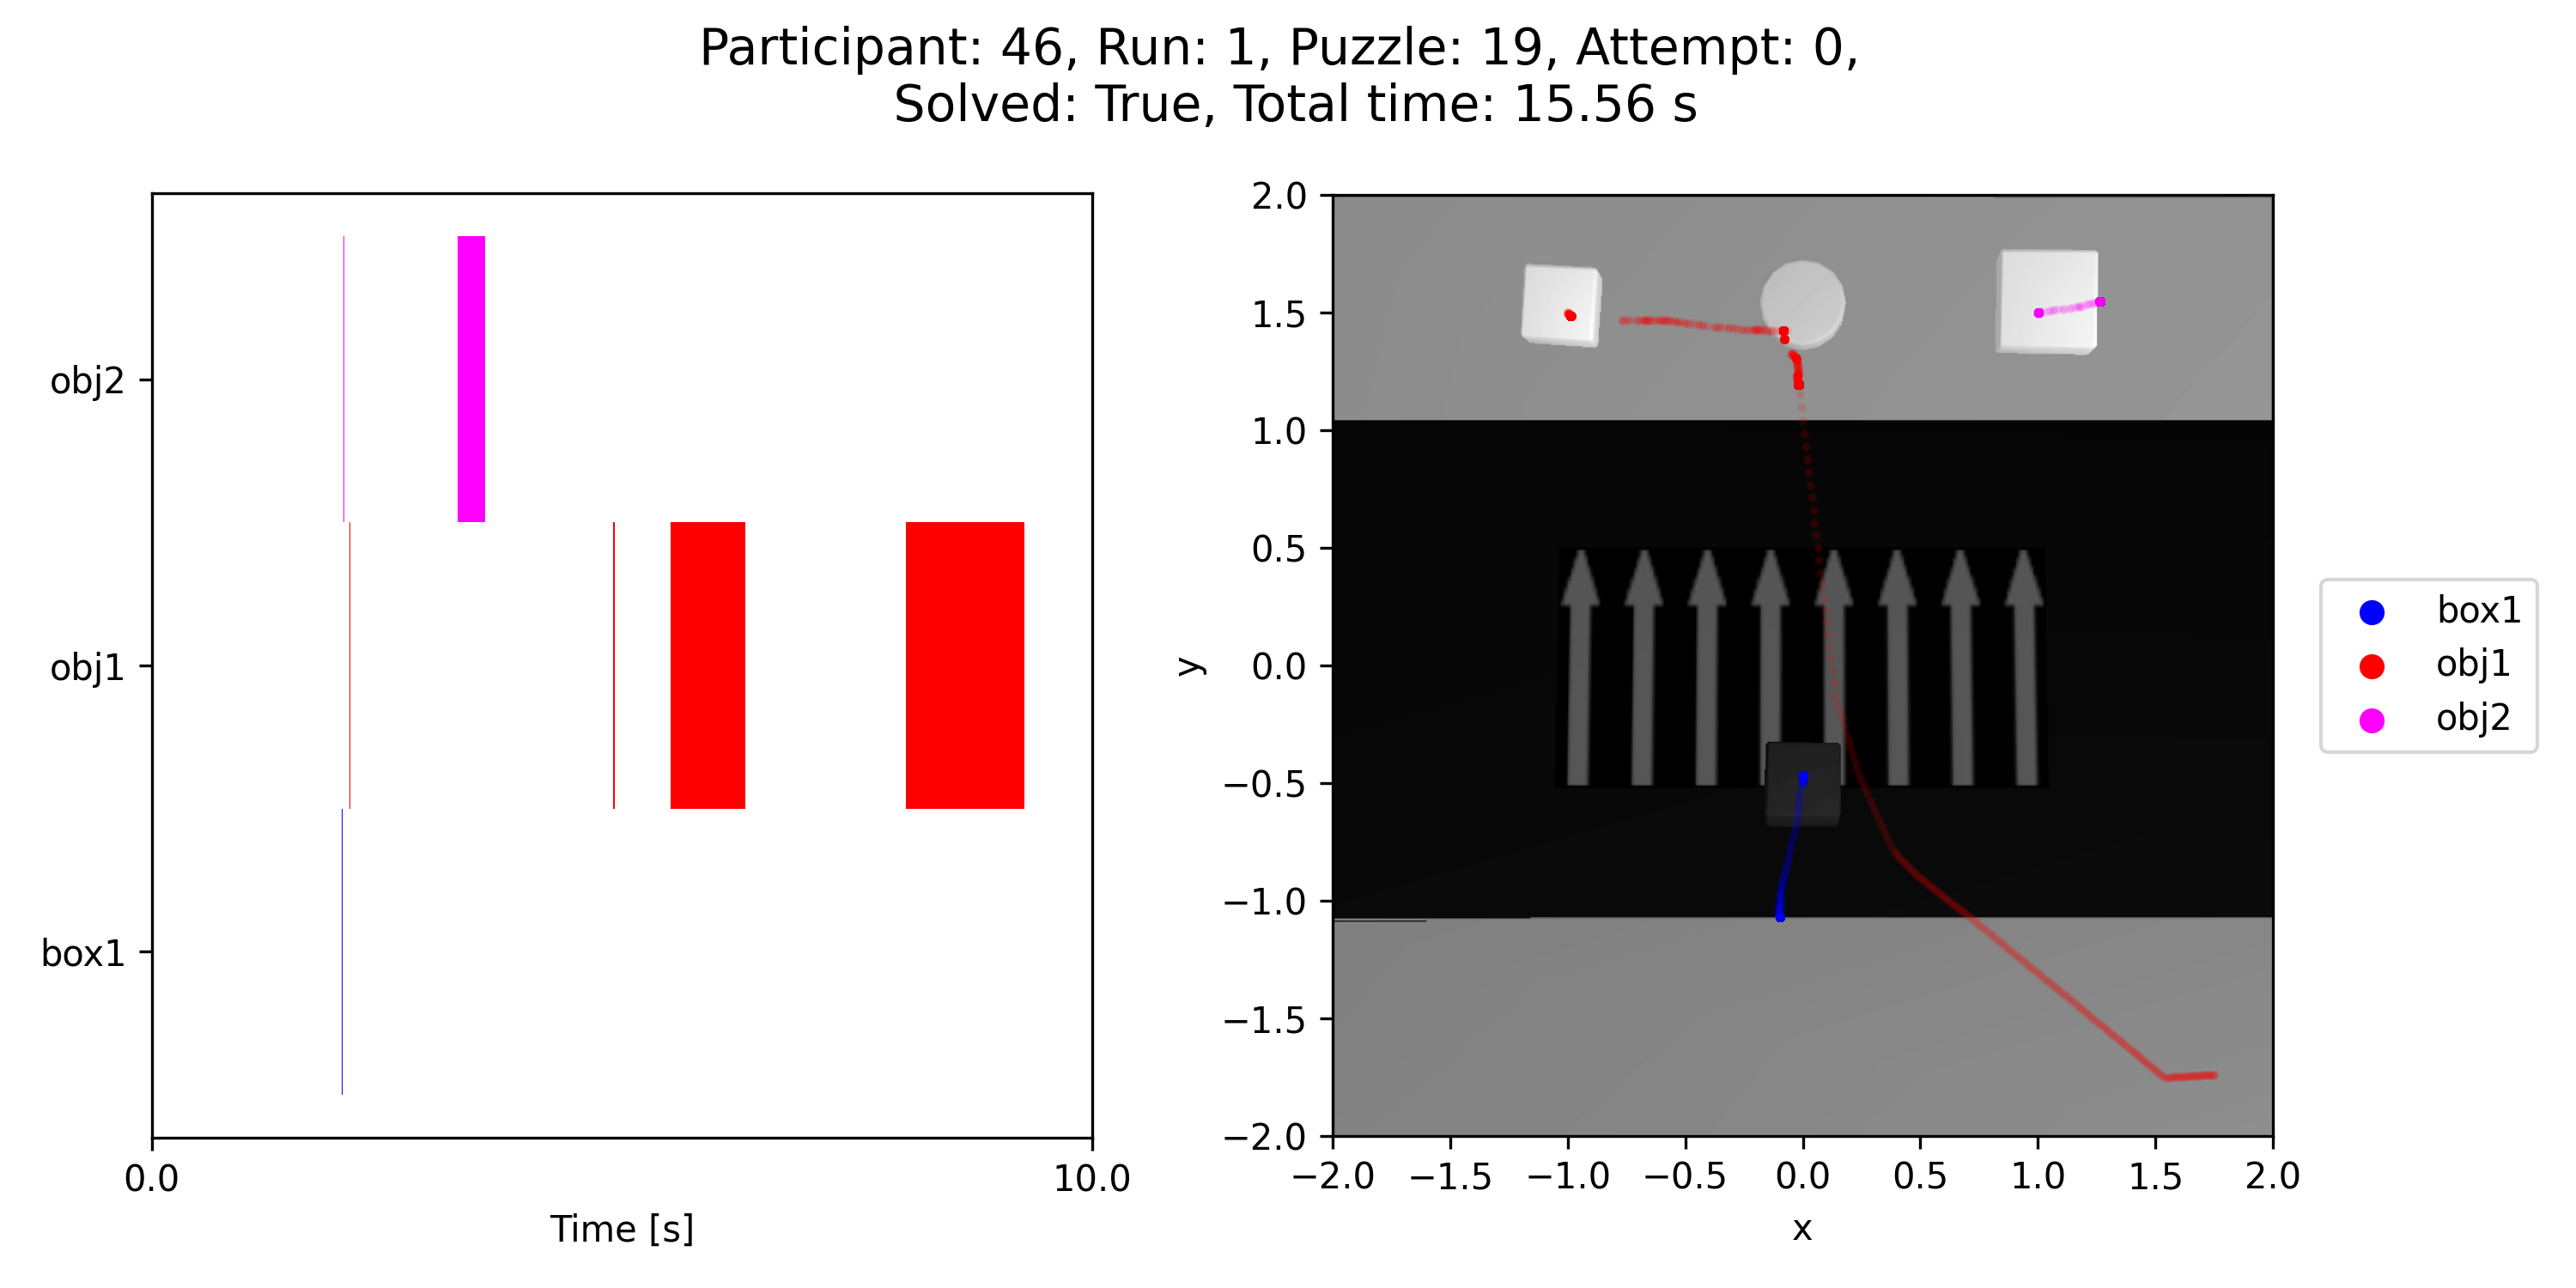 Participant: 46, Run: 1, Puzzle: 19, Attempt: 0,
Solved: True, Total time: 15.56 s
obj2
obj1
box1
0.0
10.0
Time [s]
2.0
1.5
1.0
0.5
0.0
−0.5
−1.0
−1.5
−2.0
y
−2.0
−1.5
−1.0
−0.5
0.0
0.5
1.0
1.5
2.0
x
box1
obj1
obj2